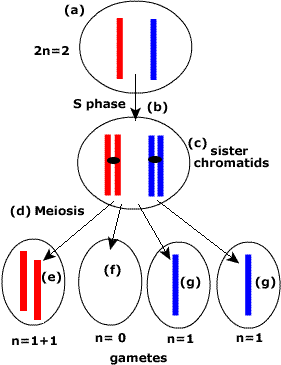 (a)
2n=2
S phase (b)
(c) sister
chromatids
(d) Meiosis
(e) (f) (g) (g)
n=1+1 n= 0 n=1 n=1
gametes